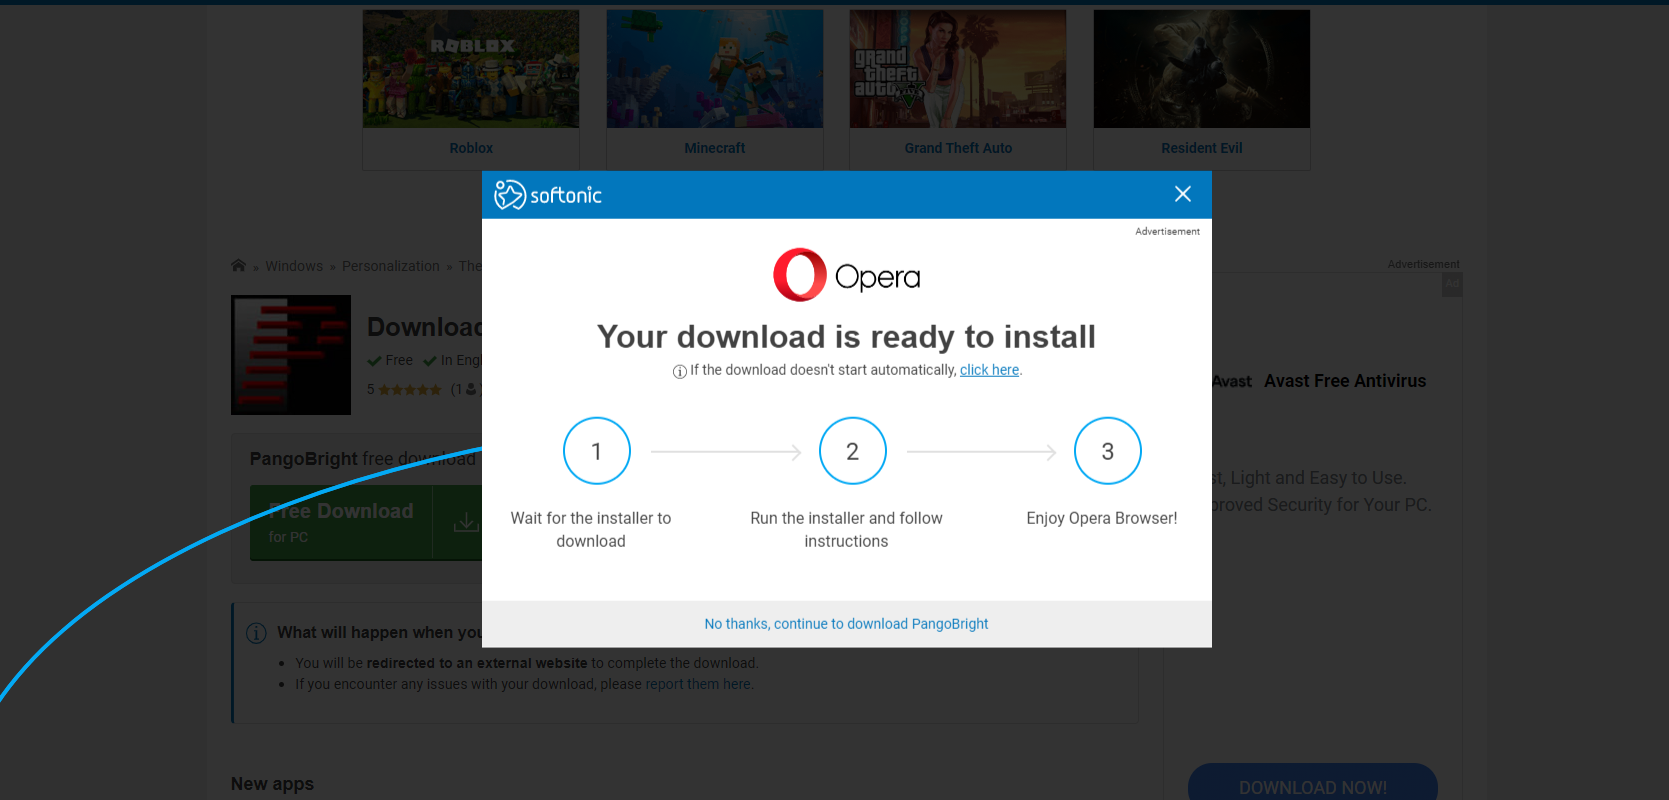 ROBLOX
grand
theft
auto
V
Roblox
Minecraft
Grand Theft Auto
Resident Evil
softonic
Advertisement
Opera
Your download is ready to install
If the download doesn't start automatically, click here.
1
2
3
Wait for the installer to
download
Run the installer and follow
instructions
Enjoy Opera Browser!
No thanks, continue to download PangoBright
» Windows » Personalization » The
Advertisement
Ad
Download
Free
In Engl
5
(1
PangoBright free download
Free Download
for PC
Avast
Avast Free Antivirus
st, Light and Easy to Use.
proved Security for Your PC.
What will happen when you
You will be redirected to an external website to complete the download.
If you encounter any issues with your download, please report them here.
New apps
DOWNLOAD NOW!